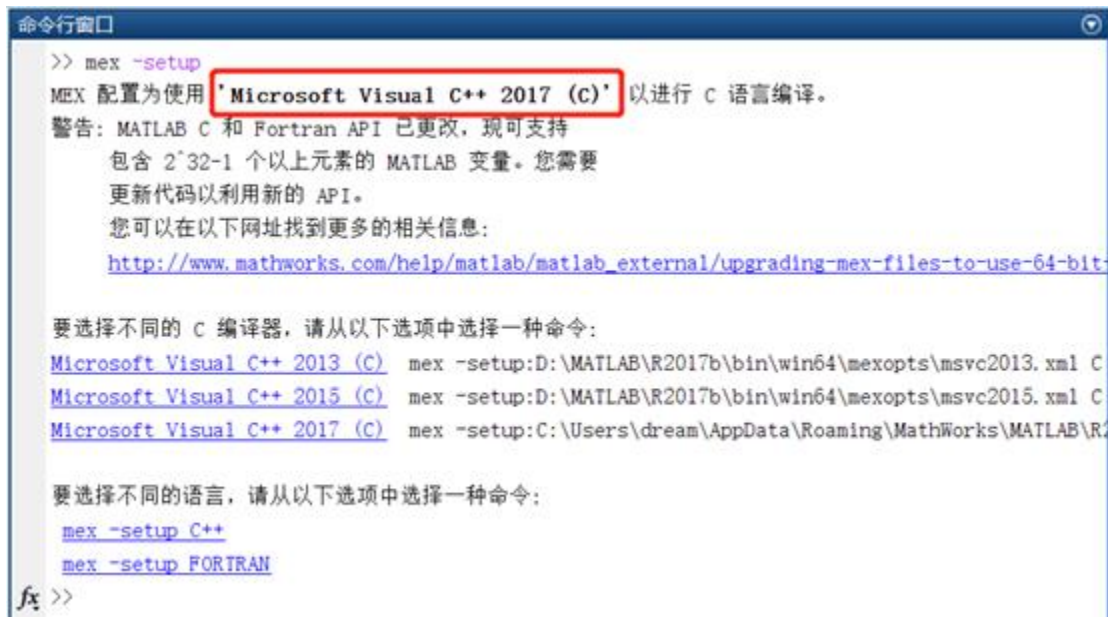 命令行窗口
>> mex -setup
MEX 配置为使用 'Microsoft Visual C++ 2017 (C)' 以进行 C 语言编译。
警告: MATLAB C 和 Fortran API 已更改，现可支持
包含 2^32-1 个以上元素的 MATLAB 变量。您需要
更新代码以利用新的 API。
您可以在以下网址找到更多的相关信息:
http://www.mathworks.com/help/matlab/matlab_external/upgrading-mex-files-to-use-64-bit-
要选择不同的 C 编译器，请从以下选项中选择一种命令:
Microsoft Visual C++ 2013 (C) mex -setup:D:\MATLAB\R2017b\bin\win64\mexopts\msvc2013.xml C
Microsoft Visual C++ 2015 (C) mex -setup:D:\MATLAB\R2017b\bin\win64\mexopts\msvc2015.xml C
Microsoft Visual C++ 2017 (C) mex -setup:C:\Users\dream\AppData\Roaming\MathWorks\MATLAB\R2
要选择不同的语言，请从以下选项中选择一种命令:
mex -setup C++
mex -setup FORTRAN
fx >>